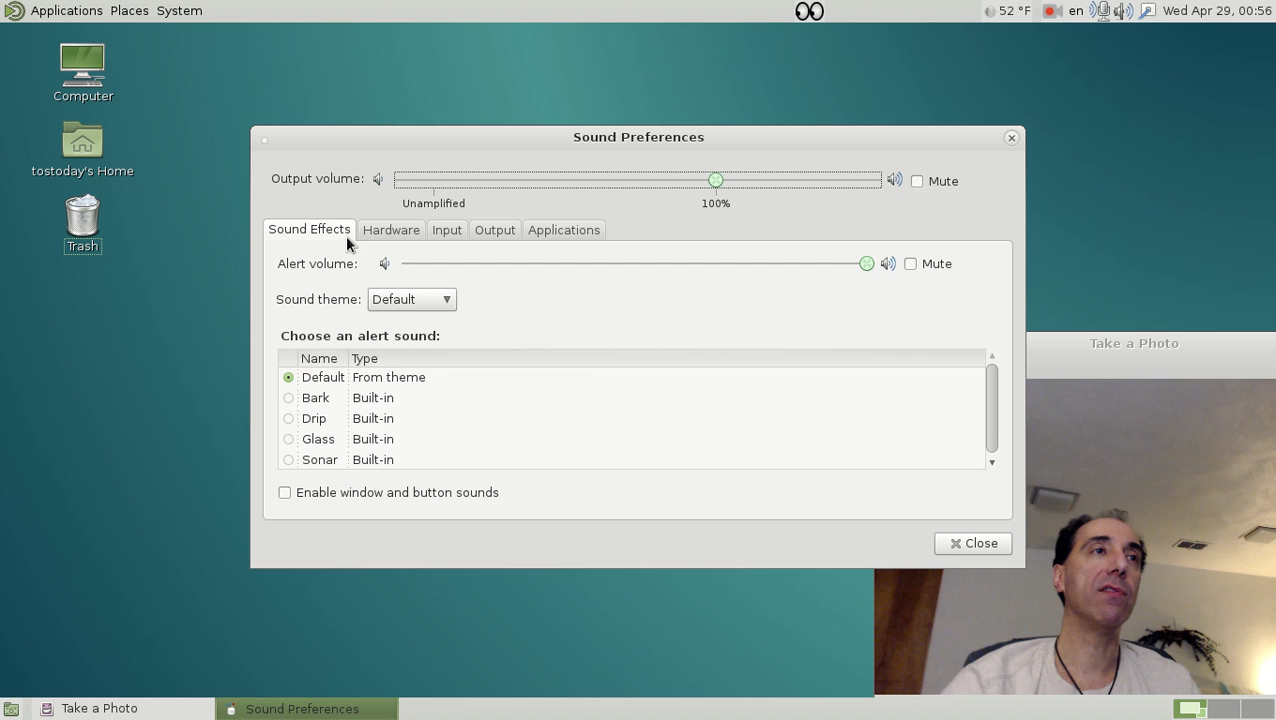 Applications Places System 52 °F en Wed Apr 29, 00:56
Computer
tostoday's Home
Trash
Sound Preferences
Output volume: Mute
Unamplified 100%
Sound Effects Hardware Input Output Applications
Alert volume: Mute
Sound theme: Default
Choose an alert sound:
Name Type
Default From theme
Bark Built-in
Drip Built-in
Glass Built-in
Sonar Built-in
Enable window and button sounds
Close
Take a Photo
Take a Photo Sound Preferences